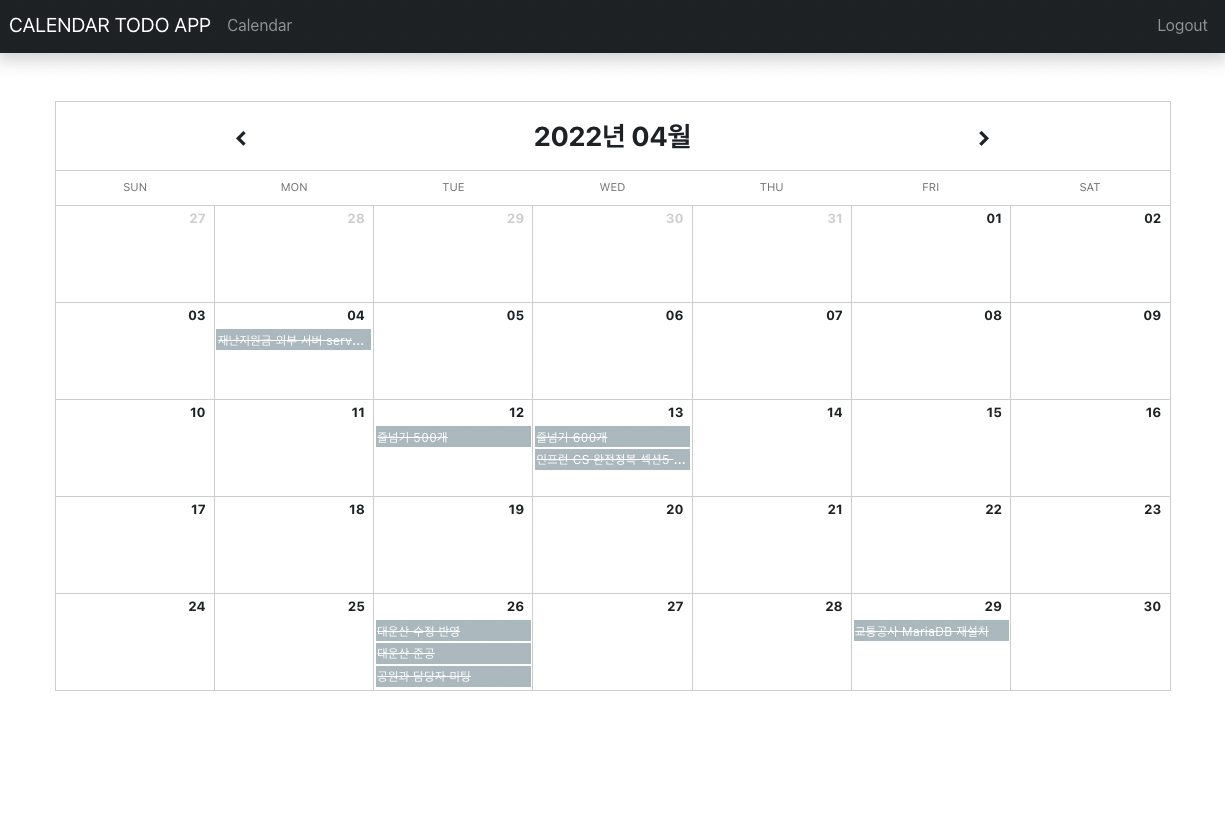 CALENDAR TODO APP Calendar Logout
2022년 04월
SUN MON TUE WED THU FRI SAT
27 28 29 30 31 01 02
03 04 05 06 07 08 09
재난지원금 외부 서버 serv...
10 11 12 13 14 15 16
줄넘기 500개 줄넘기 600개
인프런 CS 완전정복 섹션5 ...
17 18 19 20 21 22 23
24 25 26 27 28 29 30
대운산 수정 반영 교통공사 MariaDB 재설치
대운산 준공
공원과 담당자 미팅